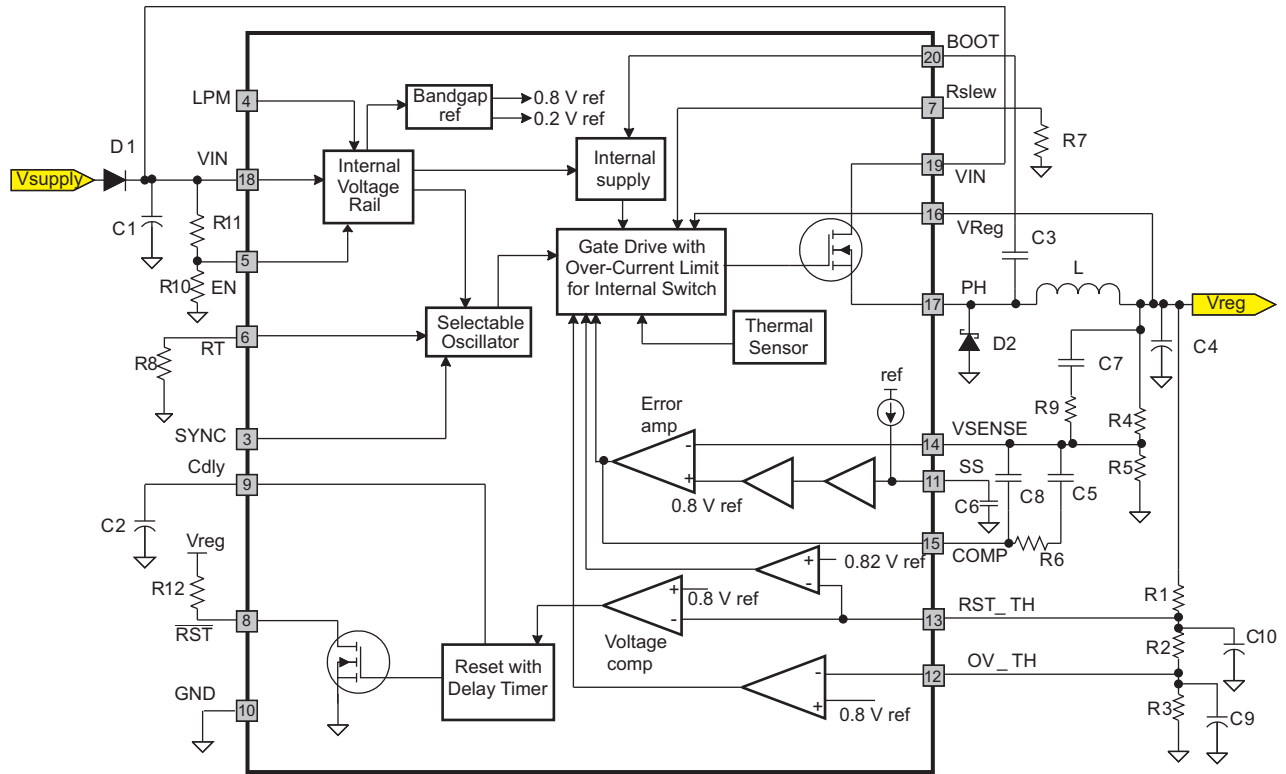 BOOT
20
LPM
4
Bandgap
ref
0.8 V ref
0.2 V ref
7
Rslew
R7
D1
VIN
Vsupply
18
Internal
Voltage
Rail
Internal
supply
19
VIN
C1
R11
16
VReg
5
R10
EN
Gate Drive with
Over-Current Limit
for Internal Switch
C3
PH
17
L
Vreg
6
RT
R8
Selectable
Oscillator
Thermal
Sensor
D2
C4
C7
ref
R9
R4
SYNC
3
Error
amp
-
+
0.8 V ref
14
VSENSE
R5
SS
11
C6
C8
C5
Cdly
9
C2
15
COMP
R6
Vreg
R12
8
RST
+
-
0.82 V ref
+
-
0.8 V ref
Voltage
comp
R1
RST_TH
13
R2
C10
Reset with
Delay Timer
OV_TH
12
-
+
0.8 V ref
R3
C9
GND
10